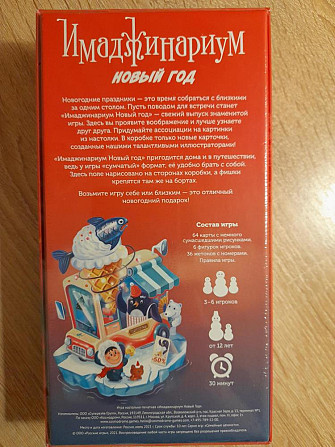 Имаджинариум
НОВЫЙ ГОД
Новогодние праздники — это время собраться с близкими
за одним столом. Пусть поводом для встречи станет
«Имаджинариум Новый год» — свежий выпуск знаменитой
игры. Здесь вы проявите воображение и лучше узнаете
друг друга. Придумайте ассоциации на картинки
из настолки. В коробке только новые карточки,
созданные нашими талантливыми иллюстраторами!
«Имаджинариум Новый год» пригодится дома и в путешествии,
ведь у игры «сумчатый» формат: её удобно брать с собой.
Здесь поле нарисовано на сторонах коробки, а фишки
крепятся там же на бортах.
Возьмите игру себе или близким — это отличный
новогодний подарок!
Состав игры
64 карты с немного
сумасшедшими рисунками.
6 фигурок игроков.
36 жетонов с номерами.
Правила игры.
3–6 игроков
от 12 лет
30 минут